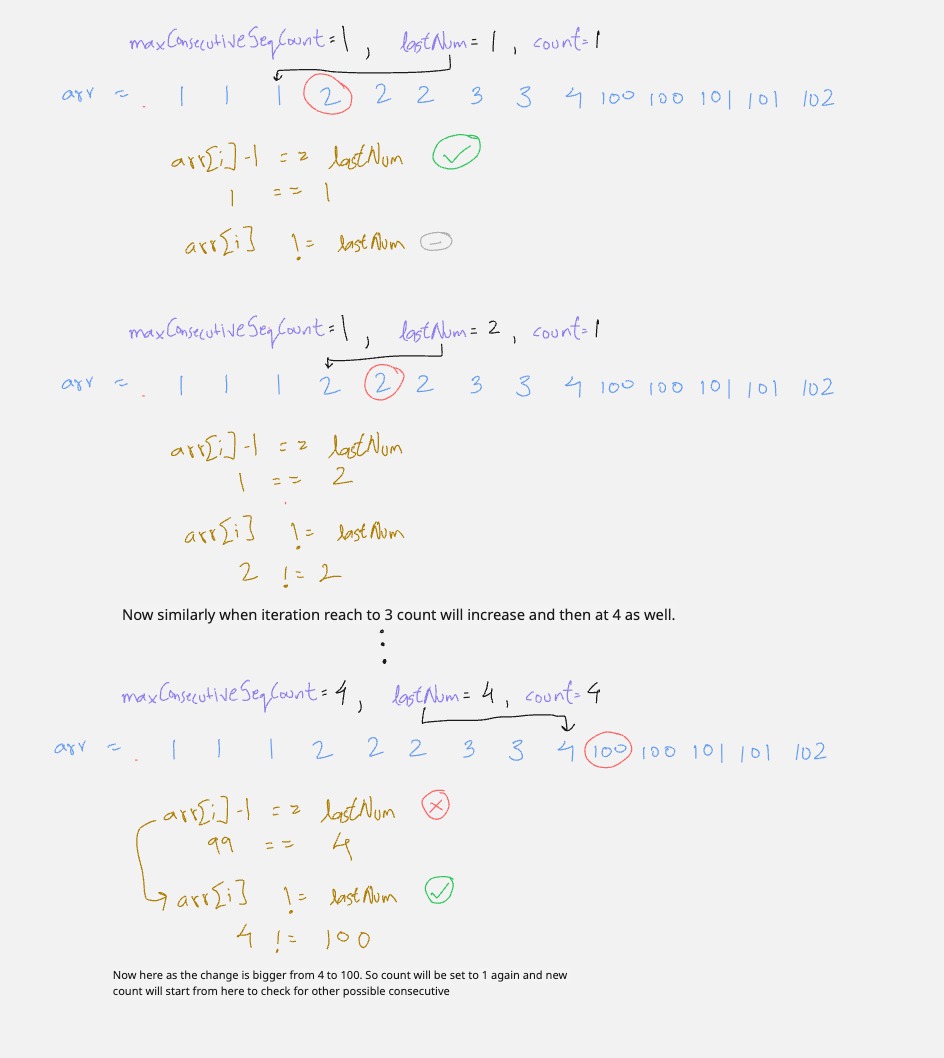 maxConsecutiveSeqCount = 1 , lastNum = 1 , count = 1
arr = 1 1 1 2 2 2 3 3 4 100 100 101 101 102
arr[i] -1 == lastNum
1 == 1
arr[i] != lastNum
maxConsecutiveSeqCount = 1 , lastNum = 2 , count = 1
arr = 1 1 1 2 2 2 3 3 4 100 100 101 101 102
arr[i] -1 == lastNum
1 == 2
arr[i] != lastNum
2 != 2
Now similarly when iteration reach to 3 count will increase and then at 4 as well.
maxConsecutiveSeqCount = 4 , lastNum = 4 , count = 4
arr = 1 1 1 2 2 2 3 3 4 100 100 101 101 102
arr[i] -1 == lastNum
99 == 4
arr[i] != lastNum
4 != 100
Now here as the change is bigger from 4 to 100. So count will be set to 1 again and new
count will start from here to check for other possible consecutive